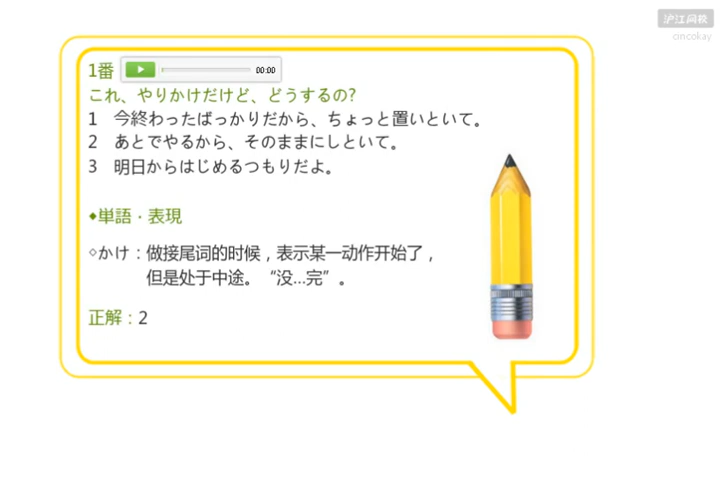 沪江网校
cincokay
1番 00:00
これ、やりかけだけど、どうするの?
1 今終わったばっかりだから、ちょっと置いといて。
2 あとでやるから、そのままにしといて。
3 明日からはじめるつもりだよ。
◆単語・表現
◇かけ：做接尾词的时候，表示某一动作开始了，
但是处于中途。“没…完”。
正解：2